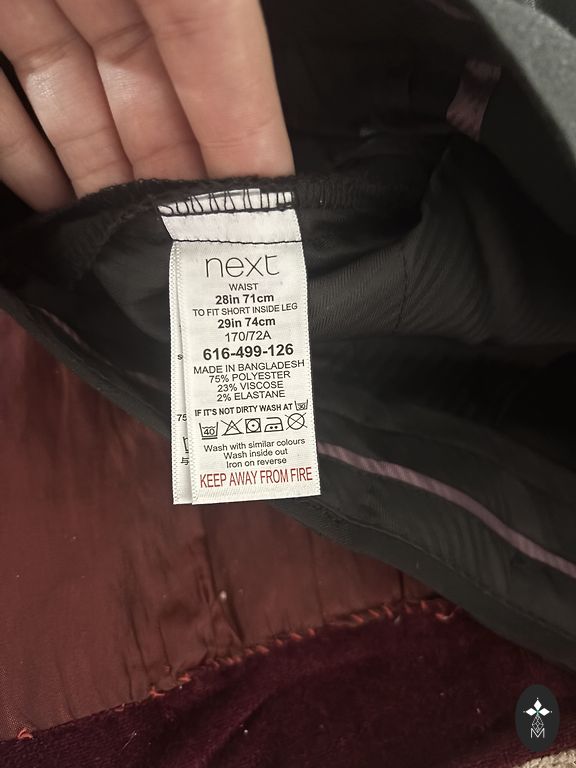 next
WAIST
28in 71cm
TO FIT SHORT INSIDE LEG
29in 74cm
170/72A
616-499-126
MADE IN BANGLADESH
75% POLYESTER
23% VISCOSE
2% ELASTANE
IF IT'S NOT DIRTY WASH AT 30
40
Wash with similar colours
Wash inside out
Iron on reverse
KEEP AWAY FROM FIRE
75
M